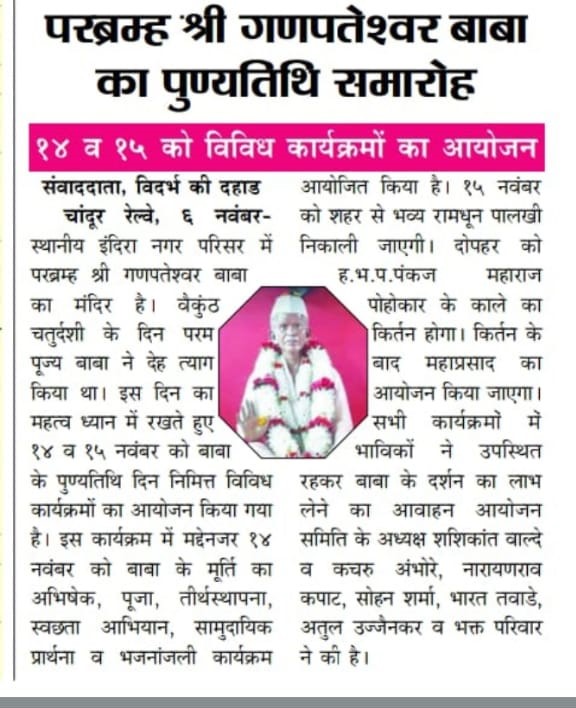 परब्रम्ह श्री गणपतेश्वर बाबा
का पुण्यतिथि समारोह
१४ व १५ को विविध कार्यक्रमों का आयोजन
संवाददाता, विदर्भ की दहाड
चांदूर रेल्वे, ६ नवंबर-
स्थानीय इंदिरा नगर परिसर में
परब्रम्ह श्री गणपतेश्वर बाबा
का मंदिर है। वैकुंठ
चतुर्दशी के दिन परम
पूज्य बाबा ने देह त्याग
किया था। इस दिन का
महत्व ध्यान में रखते हुए
१४ व १५ नवंबर को बाबा
के पुण्यतिथि दिन निमित्त विविध
कार्यक्रमों का आयोजन किया गया
है। इस कार्यक्रम में मद्देनजर १४
नवंबर को बाबा के मूर्ति का
अभिषेक, पूजा, तीर्थस्थापना,
स्वछता आभियान, सामुदायिक
प्रार्थना व भजनांजली कार्यक्रम
आयोजित किया है। १५ नवंबर
को शहर से भव्य रामधून पालखी
निकाली जाएगी। दोपहर को
ह.भ.प.पंकज महाराज
पोहोकार के काले का
किर्तन होगा। किर्तन के
बाद महाप्रसाद का
आयोजन किया जाएगा।
सभी कार्यक्रमों में
भाविकों ने उपस्थित
रहकर बाबा के दर्शन का लाभ
लेने का आवाहन आयोजन
समिति के अध्यक्ष शशिकांत वाल्दे
व कचरु अंभोरे, नारायणराव
कपाट, सोहन शर्मा, भारत तवाडे,
अतुल उज्जैनकर व भक्त परिवार
ने की है।